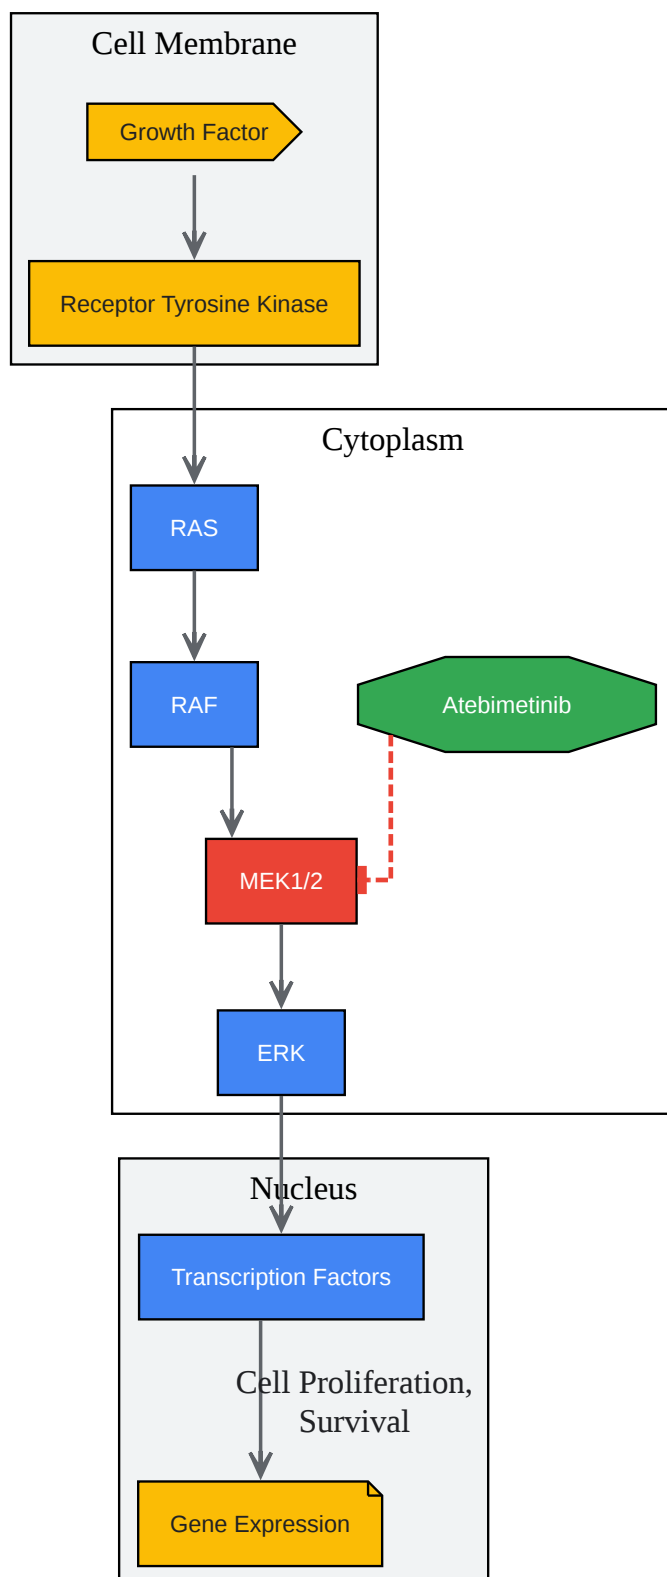 Cell Membrane
Growth Factor
Receptor Tyrosine Kinase
Cytoplasm
RAS
RAF
Atebimetinib
MEK1/2
ERK
Nucleus
Transcription Factors
Cell Proliferation,
Survival
Gene Expression